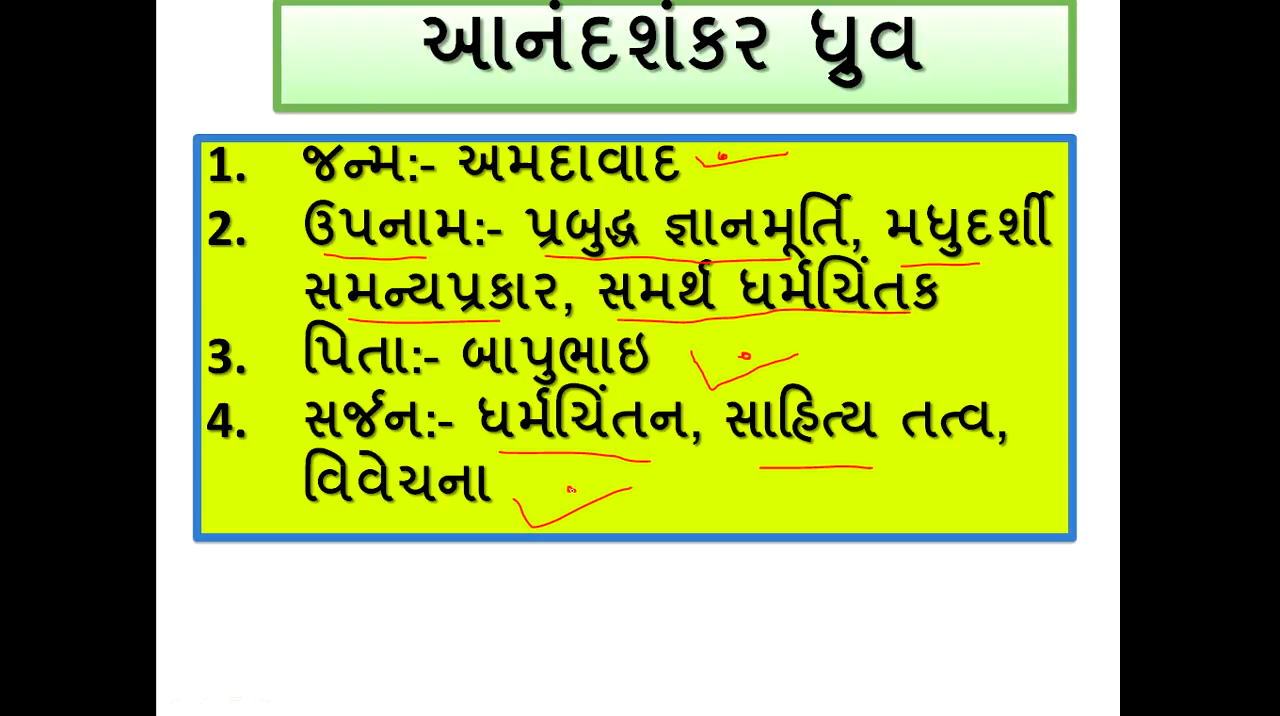 આનંદશંકર ધ્રુવ
1. જન્મ:- અમદાવાદ
2. ઉપનામ:- પ્રબુદ્ધ જ્ઞાનમૂર્તિ, મધુદર્શી
સમન્યપ્રકાર, સમર્થ ધર્મચિંતક
3. પિતા:- બાપુભાઇ
4. સર્જન:- ધર્મચિંતન, સાહિત્ય તત્વ,
વિવેચના